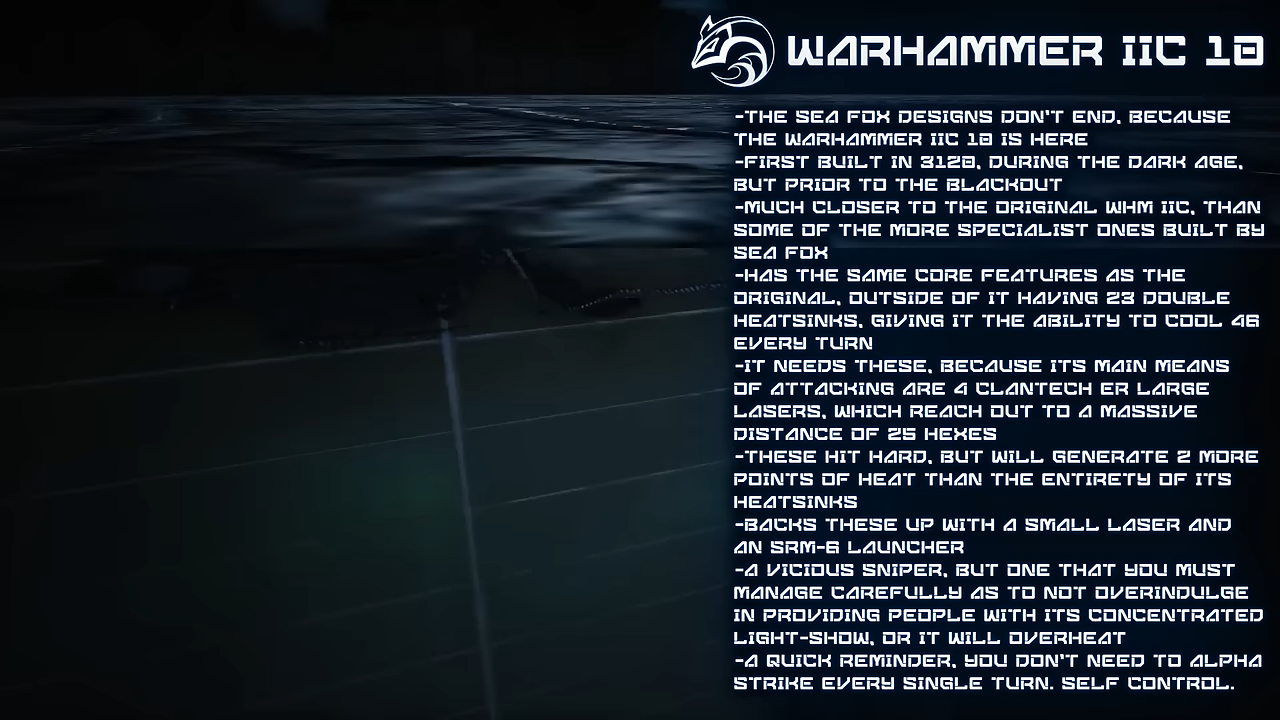 WARHAMMER IIC 10
-THE SEA FOX DESIGNS DON'T END, BECAUSE
THE WARHAMMER IIC 10 IS HERE
-FIRST BUILT IN 3120, DURING THE DARK AGE,
BUT PRIOR TO THE BLACKOUT
-MUCH CLOSER TO THE ORIGINAL WHM IIC, THAN
SOME OF THE MORE SPECIALIST ONES BUILT BY
SEA FOX
-HAS THE SAME CORE FEATURES AS THE
ORIGINAL, OUTSIDE OF IT HAVING 23 DOUBLE
HEATSINKS, GIVING IT THE ABILITY TO COOL 46
EVERY TURN
-IT NEEDS THESE, BECAUSE ITS MAIN MEANS
OF ATTACKING ARE 4 CLANTECH ER LARGE
LASERS, WHICH REACH OUT TO A MASSIVE
DISTANCE OF 25 HEXES
-THESE HIT HARD, BUT WILL GENERATE 2 MORE
POINTS OF HEAT THAN THE ENTIRETY OF ITS
HEATSINKS
-BACKS THESE UP WITH A SMALL LASER AND
AN SRM-6 LAUNCHER
-A VICIOUS SNIPER, BUT ONE THAT YOU MUST
MANAGE CAREFULLY AS TO NOT OVERINDULGE
IN PROVIDING PEOPLE WITH ITS CONCENTRATED
LIGHT-SHOW, OR IT WILL OVERHEAT
-A QUICK REMINDER, YOU DON'T NEED TO ALPHA
STRIKE EVERY SINGLE TURN. SELF CONTROL.